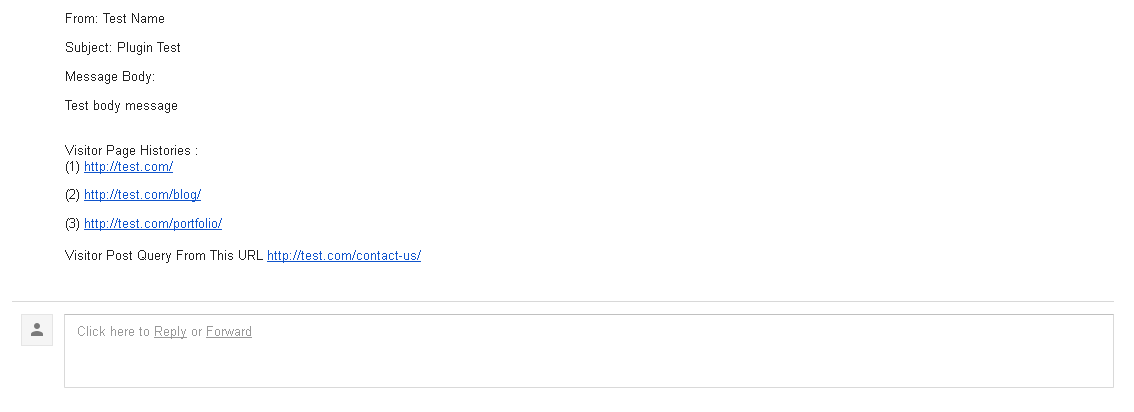 From: Test Name
Subject: Plugin Test
Message Body:
Test body message
Visitor Page Histories :
(1) http://test.com/
(2) http://test.com/blog/
(3) http://test.com/portfolio/
Visitor Post Query From This URL http://test.com/contact-us/
Click here to Reply or Forward